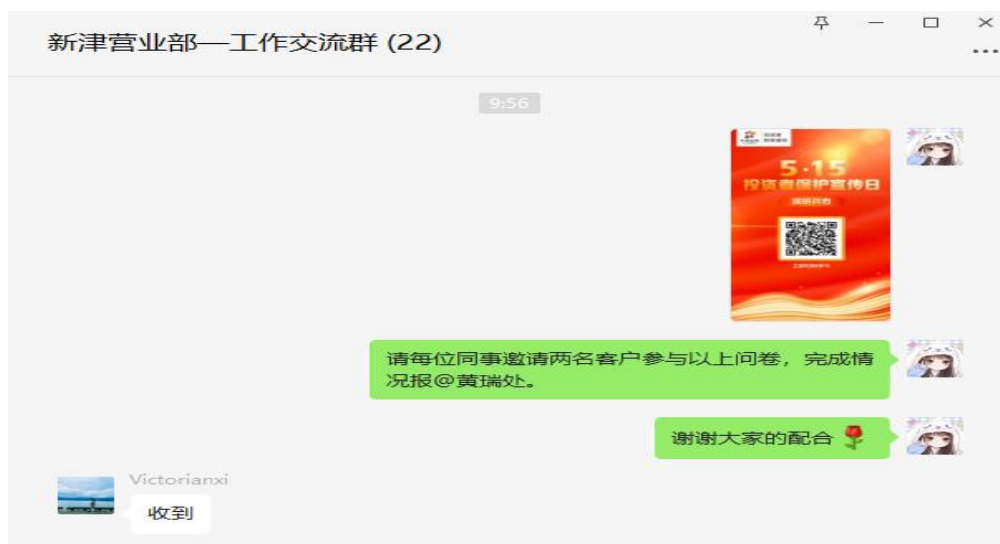 新津营业部—工作交流群 (22)
9:56
5·15
投资者保护宣传日
请每位同事邀请两名客户参与以上问卷，完成情
况报@黄瑞处。
谢谢大家的配合
Victorianxi
收到